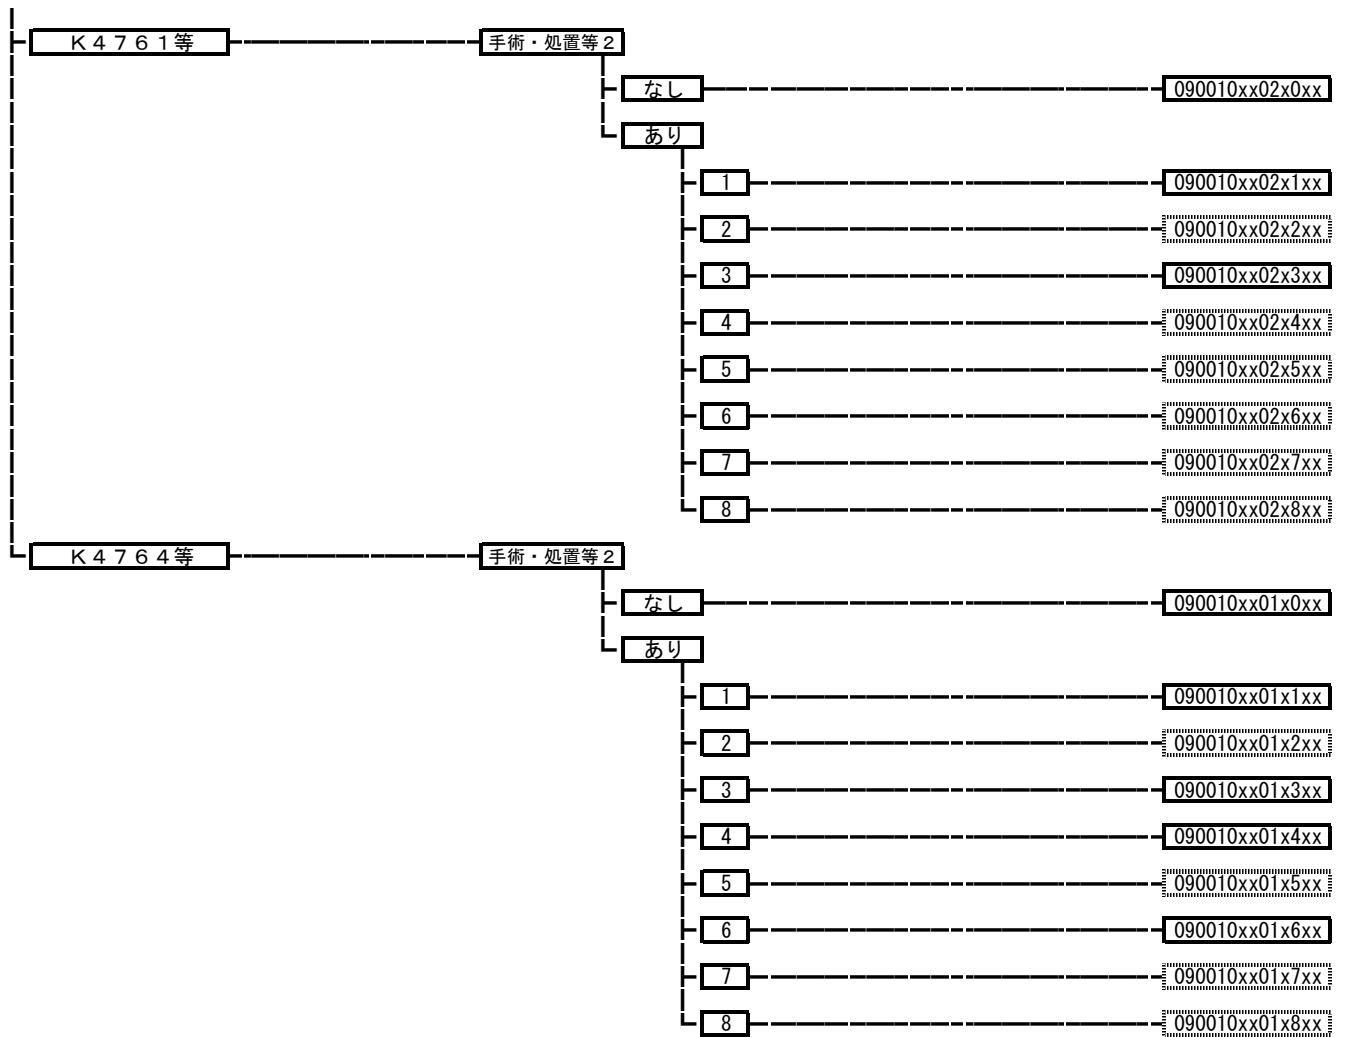 K4761等 手術・処置等2
なし 090010xx02x0xx
あり
1 090010xx02x1xx
2 090010xx02x2xx
3 090010xx02x3xx
4 090010xx02x4xx
5 090010xx02x5xx
6 090010xx02x6xx
7 090010xx02x7xx
8 090010xx02x8xx
K4764等 手術・処置等2
なし 090010xx01x0xx
あり
1 090010xx01x1xx
2 090010xx01x2xx
3 090010xx01x3xx
4 090010xx01x4xx
5 090010xx01x5xx
6 090010xx01x6xx
7 090010xx01x7xx
8 090010xx01x8xx